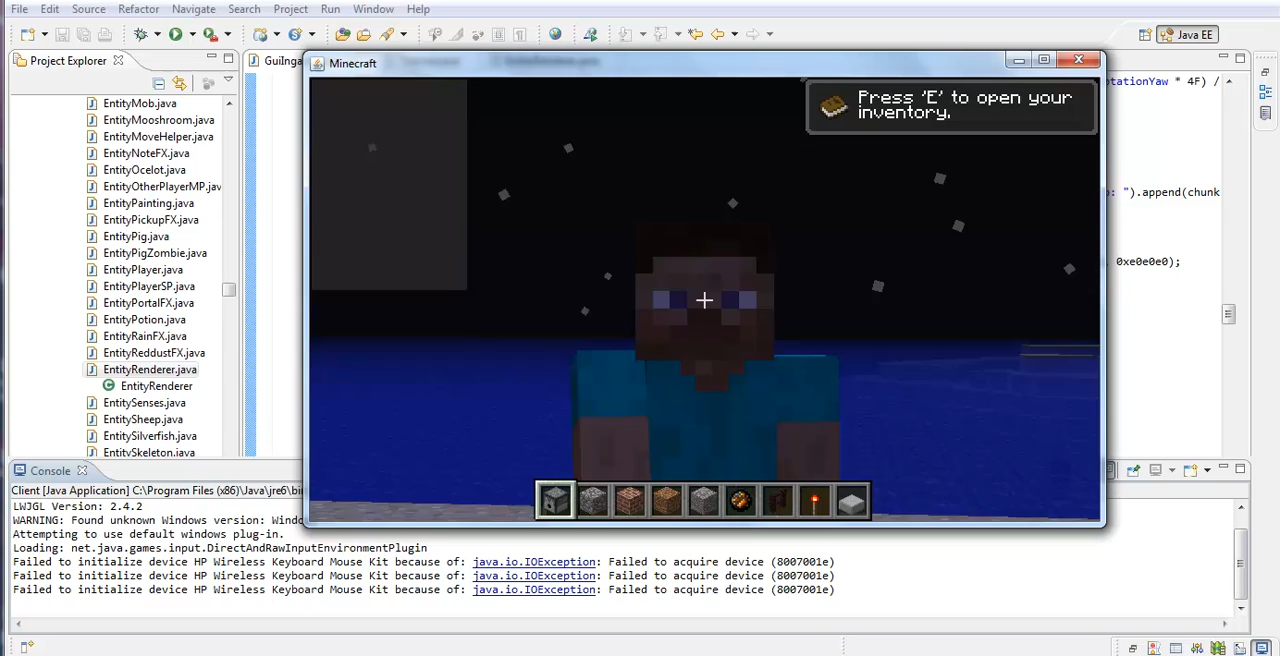 File Edit Source Refactor Navigate Search Project Run Window Help
Java EE
Project Explorer
GuiInga
Minecraft
otationYaw * 4F) /
Press 'E' to open your
inventory.
EntityMob.java
EntityMooshroom.java
EntityMoveHelper.java
EntityNoteFX.java
EntityOcelot.java
EntityOtherPlayerMP.jav
EntityPainting.java
EntityPickupFX.java
EntityPig.java
EntityPigZombie.java
EntityPlayer.java
EntityPlayerSP.java
EntityPortalFX.java
EntityPotion.java
EntityRainFX.java
EntityReddustFX.java
EntityRenderer.java
EntityRenderer
EntitySenses.java
EntitySheep.java
EntitySilverfish.java
EntitySkeleton.java
: ").append(chunk
0xe0e0e0);
Console
Client [Java Application] C:\Program Files (x86)\Java\jre6\bi
LWJGL Version: 2.4.2
WARNING: Found unknown Windows version: Windo
Attempting to use default windows plug-in.
Loading: net.java.games.input.DirectAndRawInputEnvironmentPlugin
Failed to initialize device HP Wireless Keyboard Mouse Kit because of: java.io.IOException: Failed to acquire device (8007001e)
Failed to initialize device HP Wireless Keyboard Mouse Kit because of: java.io.IOException: Failed to acquire device (8007001e)
Failed to initialize device HP Wireless Keyboard Mouse Kit because of: java.io.IOException: Failed to acquire device (8007001e)